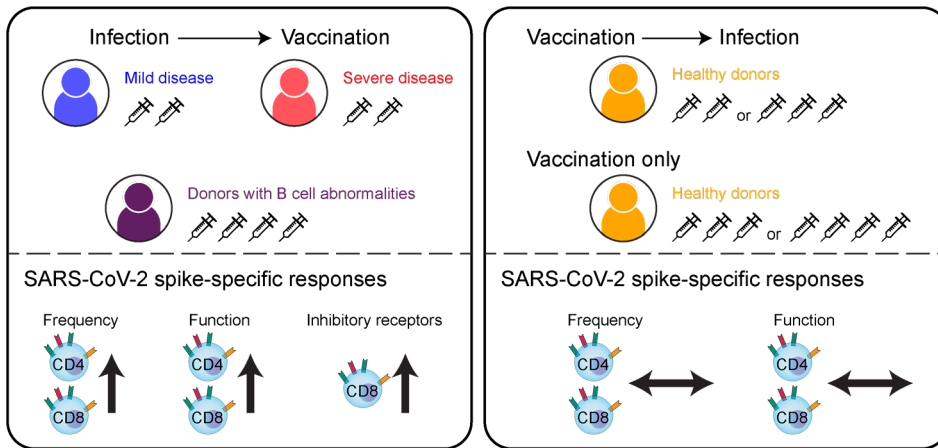 Infection → Vaccination
Mild disease
Severe disease
Donors with B cell abnormalities
SARS-CoV-2 spike-specific responses
Frequency
Function
Inhibitory receptors
CD4
CD4
CD8
CD8
CD8
Vaccination → Infection
Healthy donors
or
Vaccination only
Healthy donors
or
SARS-CoV-2 spike-specific responses
Frequency
Function
CD4
CD4
CD8
CD8